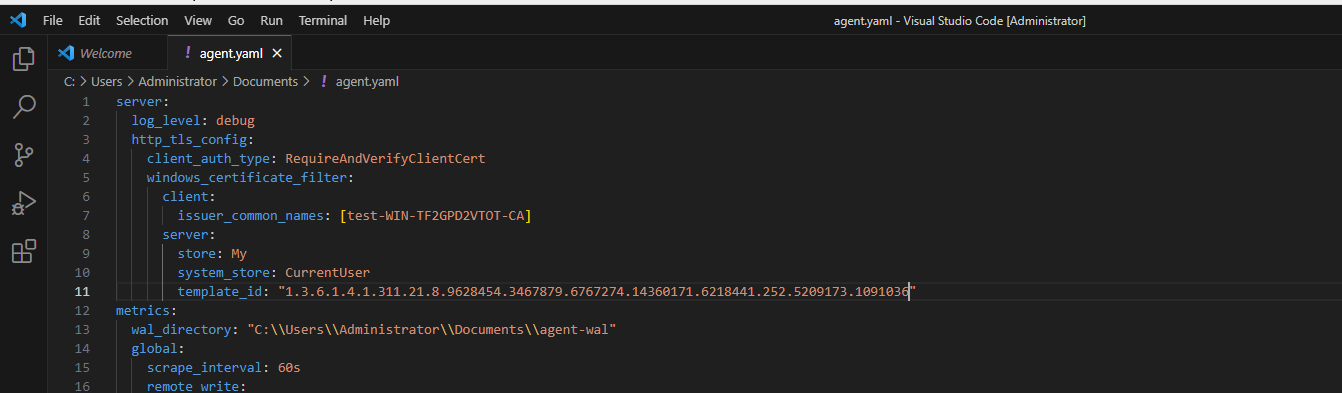 File Edit Selection View Go Run Terminal Help agent.yaml - Visual Studio Code [Administrator]
Welcome ! agent.yaml ×
C: > Users > Administrator > Documents > ! agent.yaml
1 server:
2 log_level: debug
3 http_tls_config:
4 client_auth_type: RequireAndVerifyClientCert
5 windows_certificate_filter:
6 client:
7 issuer_common_names: [test-WIN-TF2GPD2VTOT-CA]
8 server:
9 store: My
10 system_store: CurrentUser
11 template_id: "1.3.6.1.4.1.311.21.8.9628454.3467879.6767274.14360171.6218441.252.5209173.1091036"
12 metrics:
13 wal_directory: "C:\\Users\\Administrator\\Documents\\agent-wal"
14 global:
15 scrape_interval: 60s
16 remote_write: